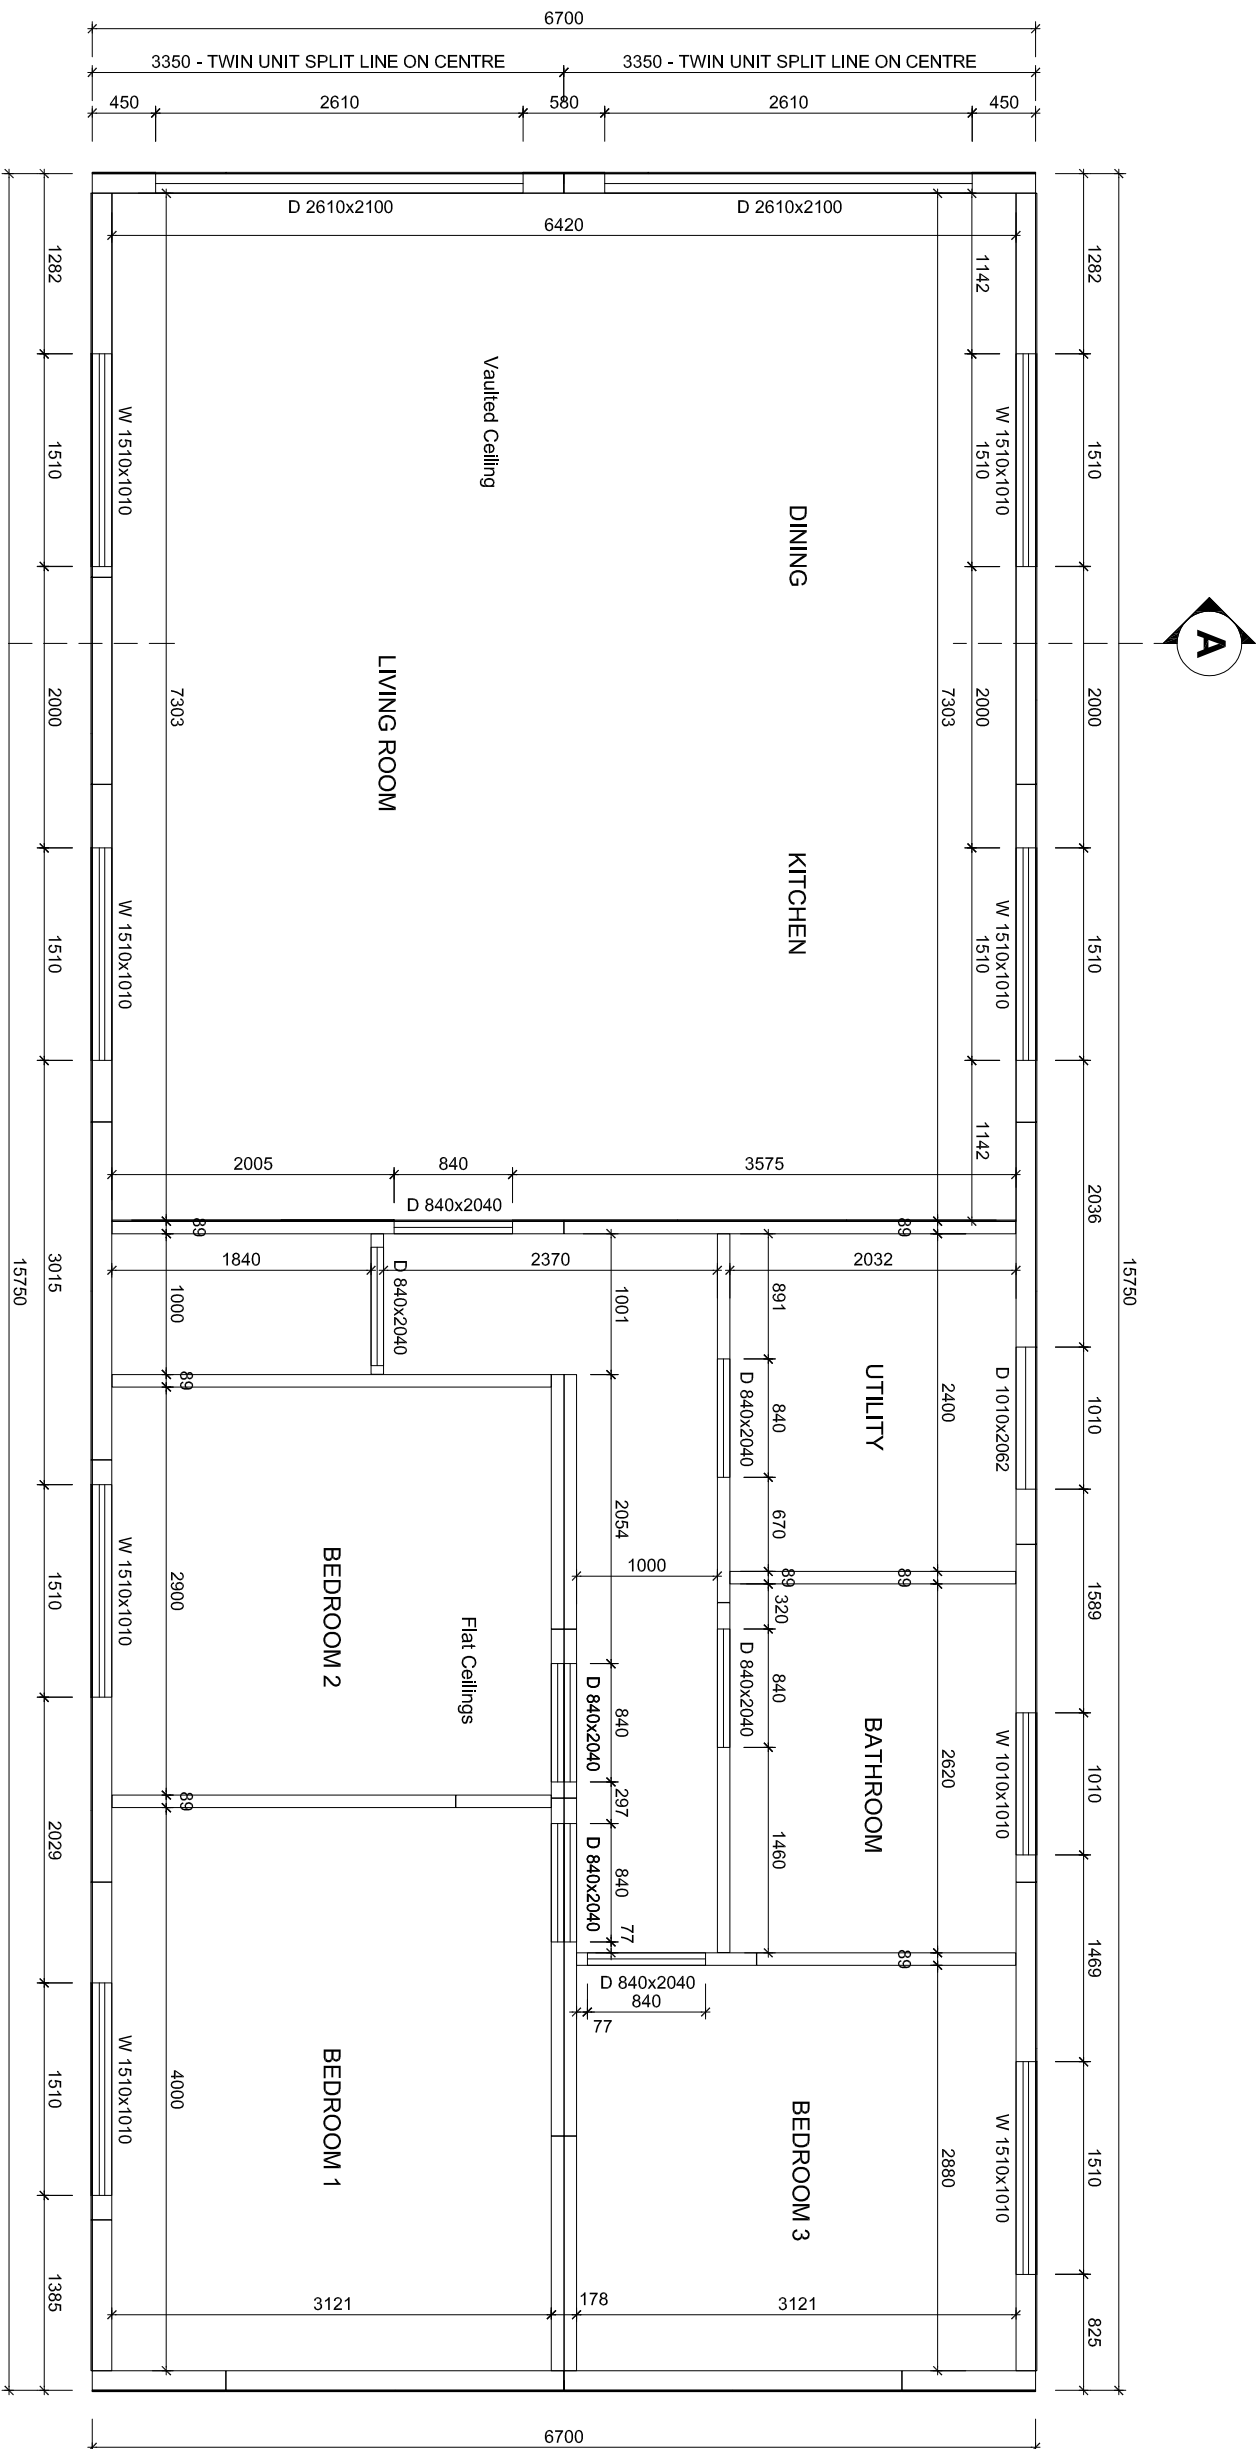 6700
3350 - TWIN UNIT SPLIT LINE ON CENTRE
3350 - TWIN UNIT SPLIT LINE ON CENTRE
450
2610
580
2610
450
D 2610x2100
D 2610x2100
6420
1282
1142
1282
W 1510x1010
1510
W 1510x1010
1510
1510
Vaulted Ceiling
DINING
A
LIVING ROOM
2000
7303
7303
2000
2000
KITCHEN
W 1510x1010
1510
W 1510x1010
1510
1510
1142
2005
840
3575
D 840x2040
2036
89
89
15750
3015
1840
2370
2032
15750
1000
D 840x2040
1001
891
89
UTILITY
2400
D 1010x2062
1010
D 840x2040
840
670
2054
1000
89
89
320
1589
W 1510x1010
1510
2900
BEDROOM 2
Flat Ceilings
D 840x2040
840
D 840x2040
840
BATHROOM
2620
W 1010x1010
1010
89
297
2029
D 840x2040
840
1460
77
89
1469
D 840x2040
840
77
W 1510x1010
1510
4000
BEDROOM 1
BEDROOM 3
2880
W 1510x1010
1510
1385
3121
178
3121
825
6700